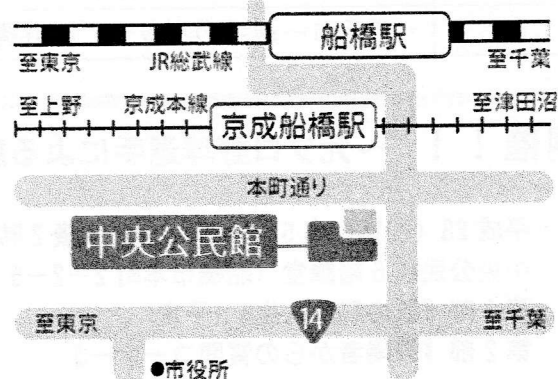 船橋駅
至東京 JR総武線 至千葉
至上野 京成本線 至津田沼
京成船橋駅
本町通り
中央公民館
至東京 14 至千葉
●市役所